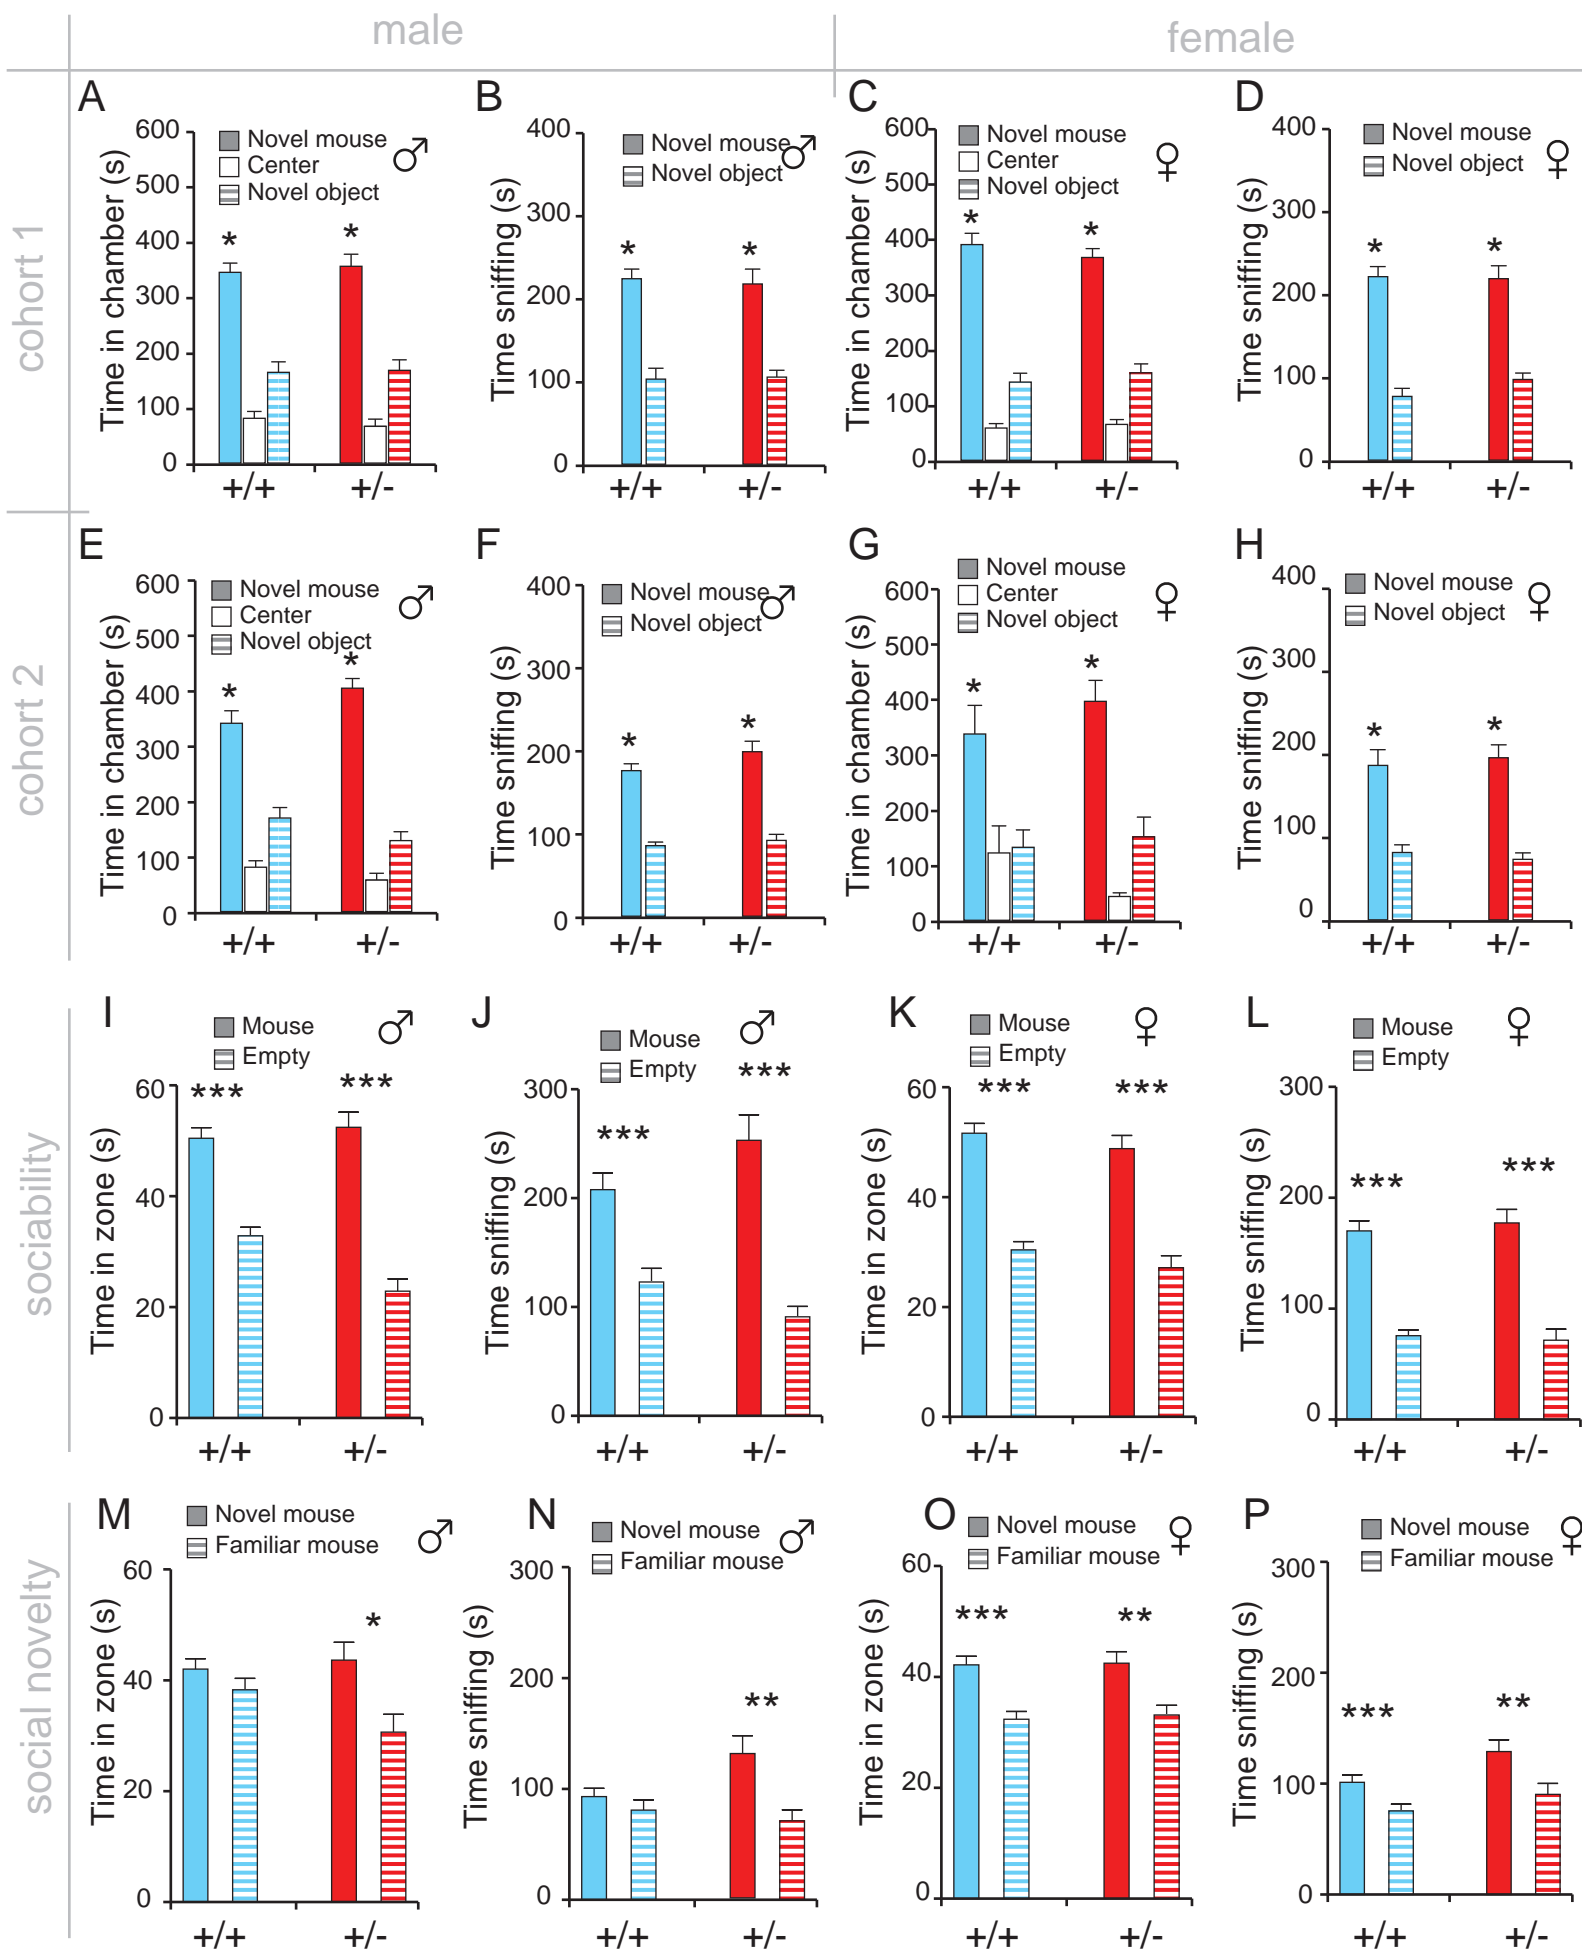 male
female
cohort 1
A
Time in chamber (s)
600
500
400
300
200
100
0
Novel mouse
Center
Novel object
♂
*
*
+/+
+/-
B
Time sniffing (s)
400
300
200
100
0
Novel mouse
Novel object
♂
*
*
+/+
+/-
C
Time in chamber (s)
600
500
400
300
200
100
0
Novel mouse
Center
Novel object
♀
*
*
+/+
+/-
D
Time sniffing (s)
400
300
200
100
0
Novel mouse
Novel object
♀
*
*
+/+
+/-
cohort 2
E
Time in chamber (s)
600
500
400
300
200
100
0
Novel mouse
Center
Novel object
♂
*
*
+/+
+/-
F
Time sniffing (s)
400
300
200
100
0
Novel mouse
Novel object
♂
*
*
+/+
+/-
G
Time in chamber (s)
600
500
400
300
200
100
0
Novel mouse
Center
Novel object
♀
*
*
+/+
+/-
H
Time sniffing (s)
400
300
200
100
0
Novel mouse
Novel object
♀
*
*
+/+
+/-
sociability
I
Time in zone (s)
60
40
20
0
Mouse
Empty
♂
***
***
+/+
+/-
J
Time sniffing (s)
300
200
100
0
Mouse
Empty
♂
***
***
+/+
+/-
K
Time in zone (s)
60
40
20
0
Mouse
Empty
♀
***
***
+/+
+/-
L
Time sniffing (s)
300
200
100
0
Mouse
Empty
♀
***
***
+/+
+/-
social novelty
M
Time in zone (s)
60
40
20
0
Novel mouse
Familiar mouse
♂
*
+/+
+/-
N
Time sniffing (s)
300
200
100
0
Novel mouse
Familiar mouse
♂
**
+/+
+/-
O
Time in zone (s)
60
40
20
0
Novel mouse
Familiar mouse
♀
***
**
+/+
+/-
P
Time sniffing (s)
300
200
100
0
Novel mouse
Familiar mouse
♀
***
**
+/+
+/-